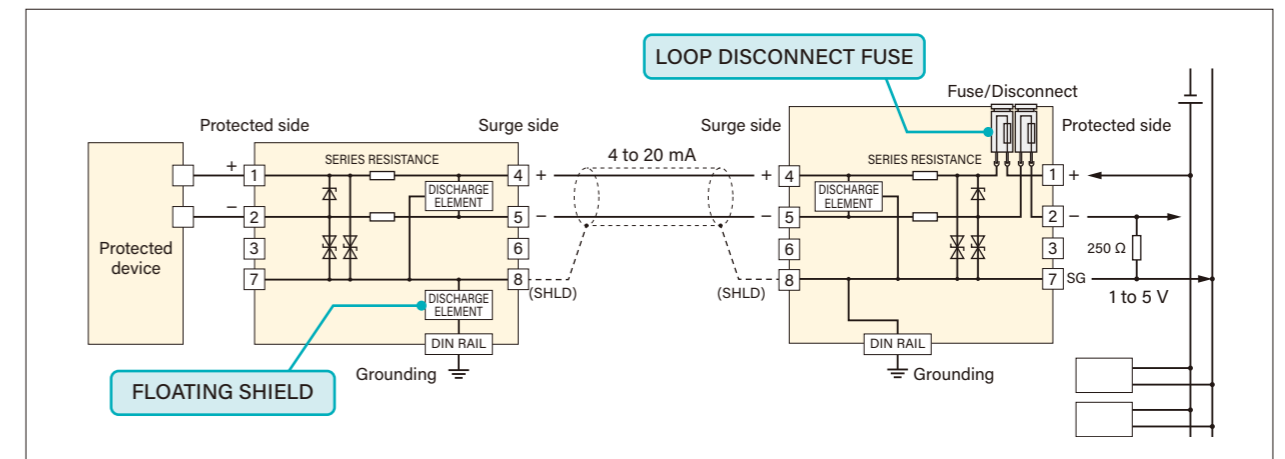 LOOP DISCONNECT FUSE
Fuse/Disconnect
Protected side
Surge side
Surge side
Protected side
4 to 20 mA
SERIES RESISTANCE
SERIES RESISTANCE
+ 1
4 +
+ 4
1 +
DISCHARGE
ELEMENT
DISCHARGE
ELEMENT
− 2
5 −
− 5
2 −
Protected
device
3
6
6
3
250 Ω
7
8
(SHLD)
(SHLD)
8
7 SG
1 to 5 V
DISCHARGE
ELEMENT
DIN RAIL
DIN RAIL
Grounding
Grounding
FLOATING SHIELD